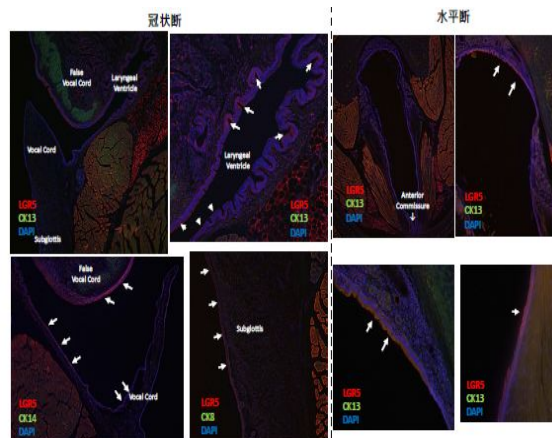 冠状断
水平断
False
Vocal Cord
Laryngeal
Ventricle
Vocal Cord
Subglottis
LGR5
CK13
DAPI
Laryngeal
Ventricle
LGR5
CK13
DAPI
LGR5
CK13
DAPI
Anterior
Commissure
LGR5
CK13
DAPI
False
Vocal Cord
Vocal Cord
LGR5
CK14
DAPI
Subglottis
LGR5
CK8
DAPI
LGR5
CK13
DAPI
LGR5
CK13
DAPI